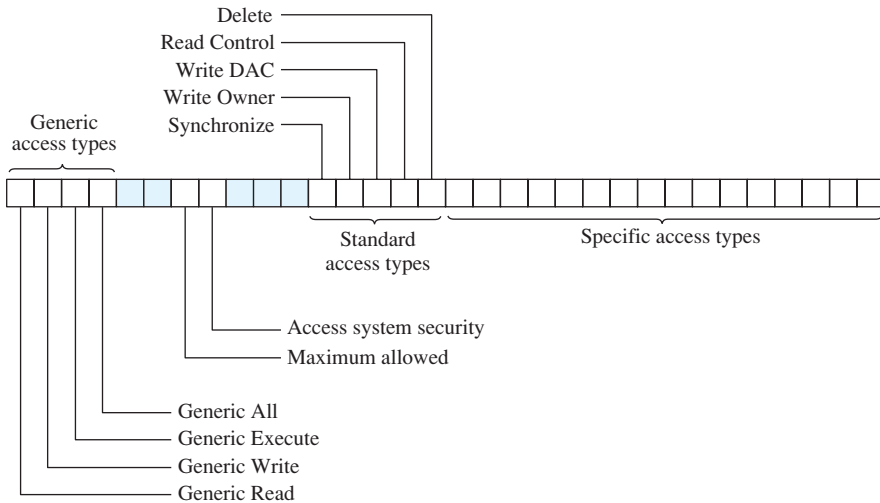 Delete
Read Control
Write DAC
Write Owner
Synchronize
Generic
access types
Standard
access types
Specific access types
Access system security
Maximum allowed
Generic All
Generic Execute
Generic Write
Generic Read